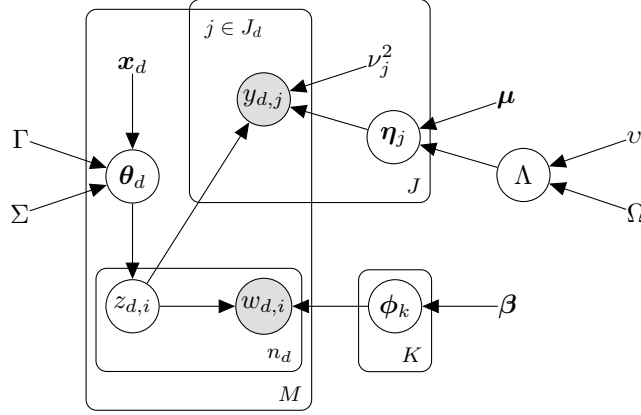 j ∈ J_d
x_d
ν_j^2
y_{d,j}
μ
Γ
η_j
υ
θ_d
Λ
Σ
J
Ω
z_{d,i}
w_{d,i}
ϕ_k
β
n_d
K
M